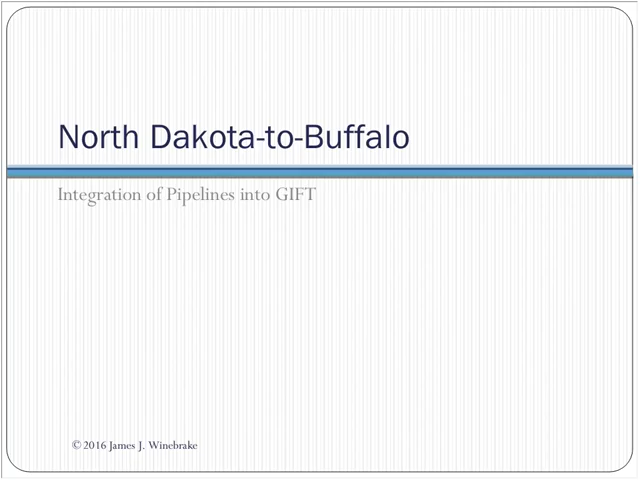 North Dakota-to-Buffalo
Integration of Pipelines into GIFT
© 2016 James J. Winebrake